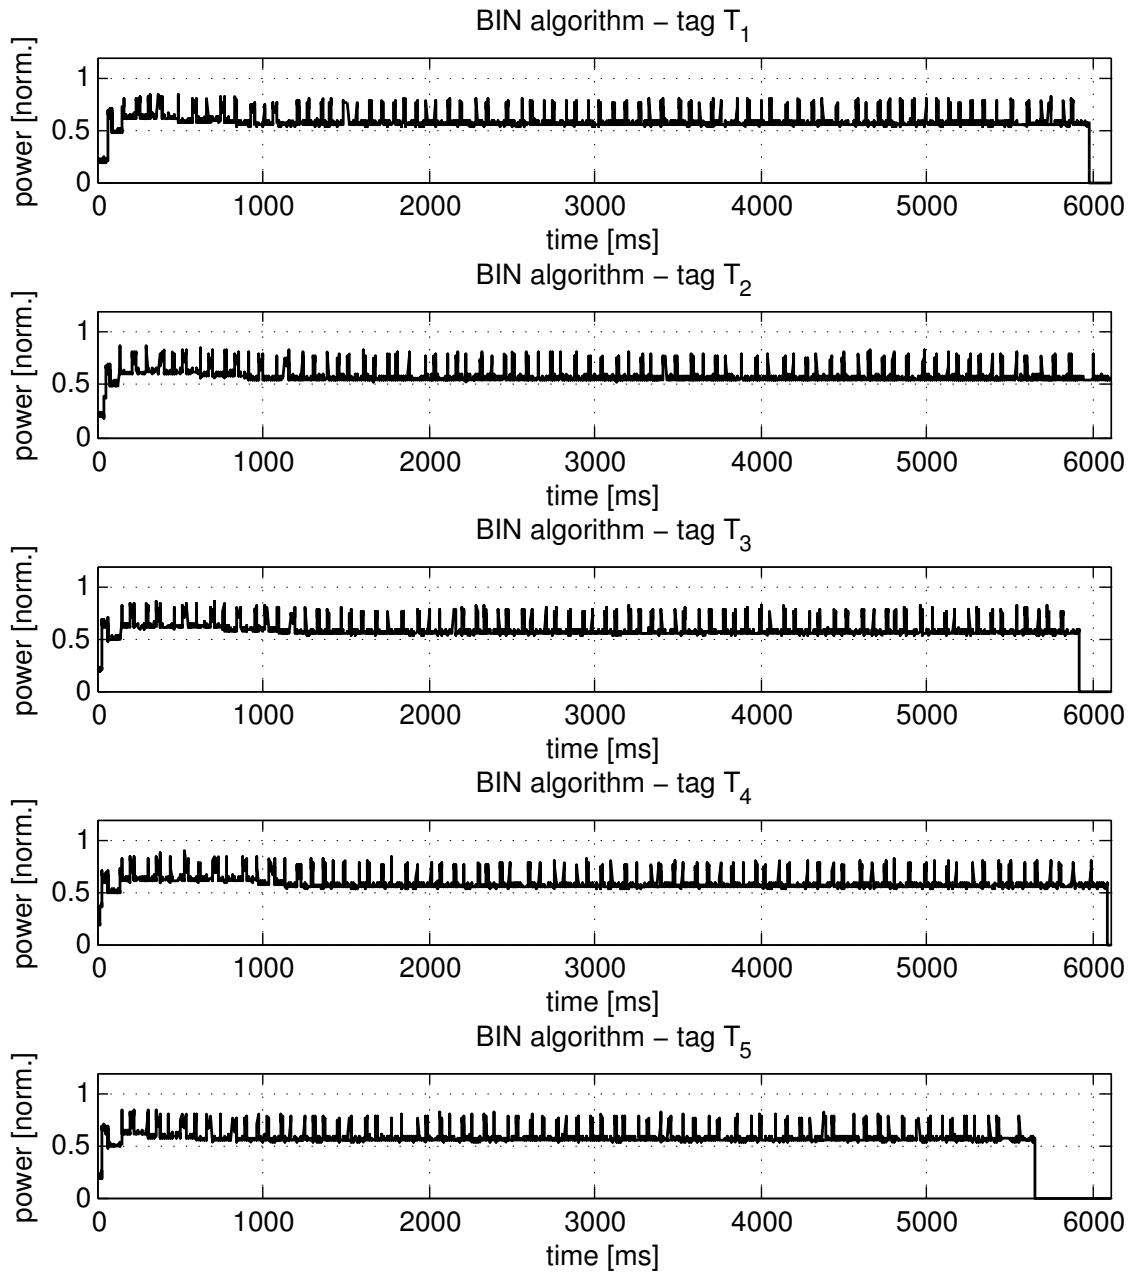 BIN algorithm − tag T1
power [norm.]
1
0.5
0
0 1000 2000 3000 4000 5000 6000
time [ms]
BIN algorithm − tag T2
power [norm.]
1
0.5
0
0 1000 2000 3000 4000 5000 6000
time [ms]
BIN algorithm − tag T3
power [norm.]
1
0.5
0
0 1000 2000 3000 4000 5000 6000
time [ms]
BIN algorithm − tag T4
power [norm.]
1
0.5
0
0 1000 2000 3000 4000 5000 6000
time [ms]
BIN algorithm − tag T5
power [norm.]
1
0.5
0
0 1000 2000 3000 4000 5000 6000
time [ms]